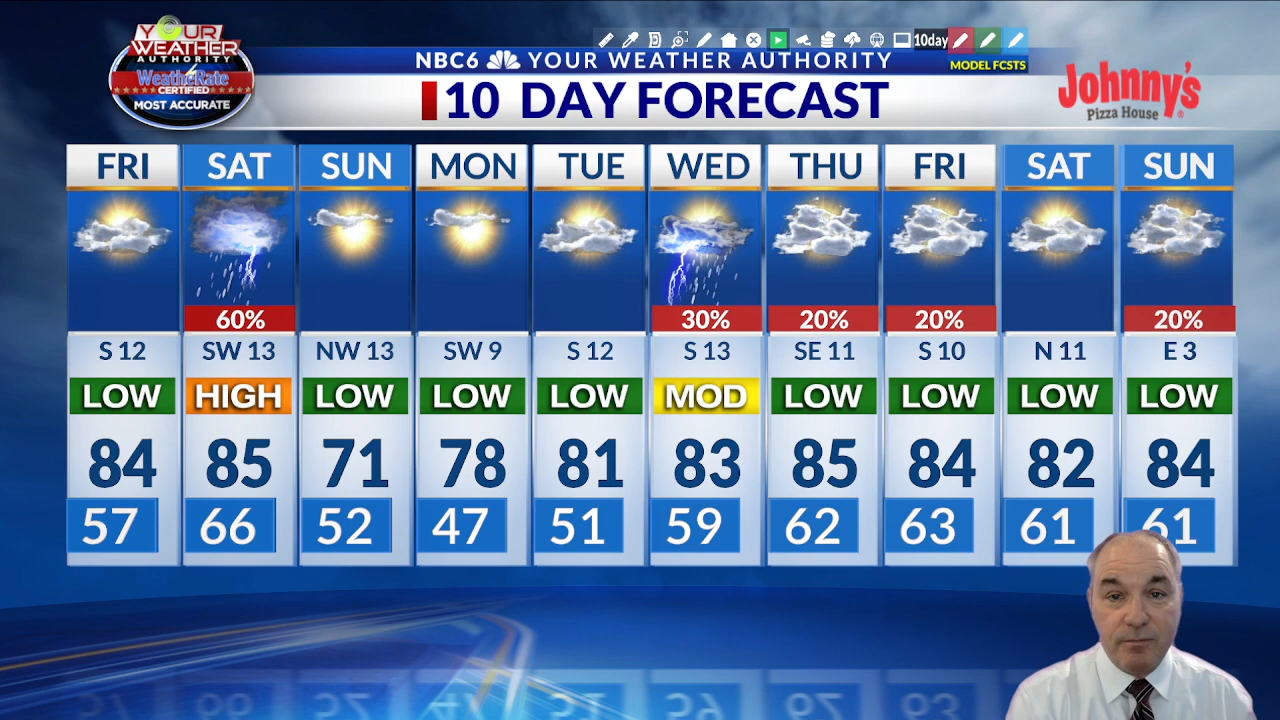 YOUR
WEATHER
AUTHORITY
WeatheRate
CERTIFIED
MOST ACCURATE
10day
NBC6 YOUR WEATHER AUTHORITY
MODEL FCSTS
10 DAY FORECAST
Johnny's
Pizza House
FRI SAT SUN MON TUE WED THU FRI SAT SUN
60% 30% 20% 20% 20%
S 12 SW 13 NW 13 SW 9 S 12 S 13 SE 11 S 10 N 11 E 3
LOW HIGH LOW LOW LOW MOD LOW LOW LOW LOW
84 85 71 78 81 83 85 84 82 84
57 66 52 47 51 59 62 63 61 61